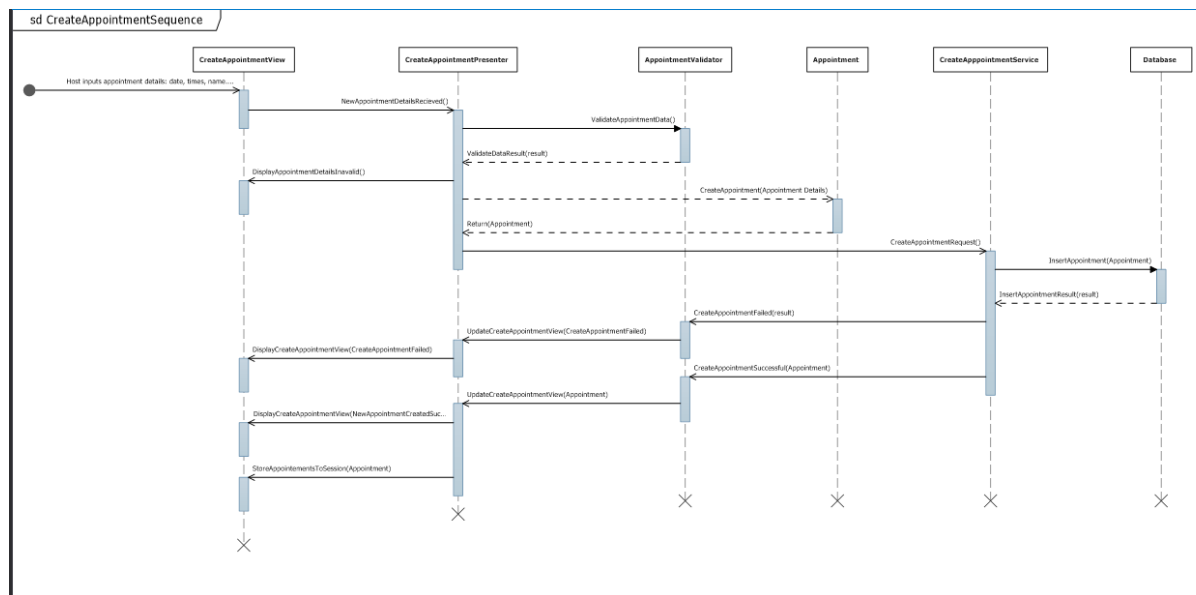 sd CreateAppointmentSequence
CreateAppointmentView
CreateAppointmentPresenter
AppointmentValidator
Appointment
CreateApppointmentService
Database
Host inputs appointment details: date, times, name....
NewAppointmentDetailsRecieved()
ValidateAppointmentData()
ValidateDataResult(result)
DisplayAppointmentDetailsInavalid()
CreateAppointment(Appointment Details)
Return(Appointment)
CreateAppointmentRequest()
InsertAppointment(Appointment)
InsertAppointmentResult(result)
CreateAppointmentFailed(result)
UpdateCreateAppointmentView(CreateAppointmentFailed)
DisplayCreateAppointmentView(CreateAppointmentFailed)
CreateAppointmentSuccessful(Appointment)
UpdateCreateAppointmentView(Appointment)
DisplayCreateAppointmentView(NewAppointmentCreatedSuc...
StoreAppointementsToSession(Appointment)